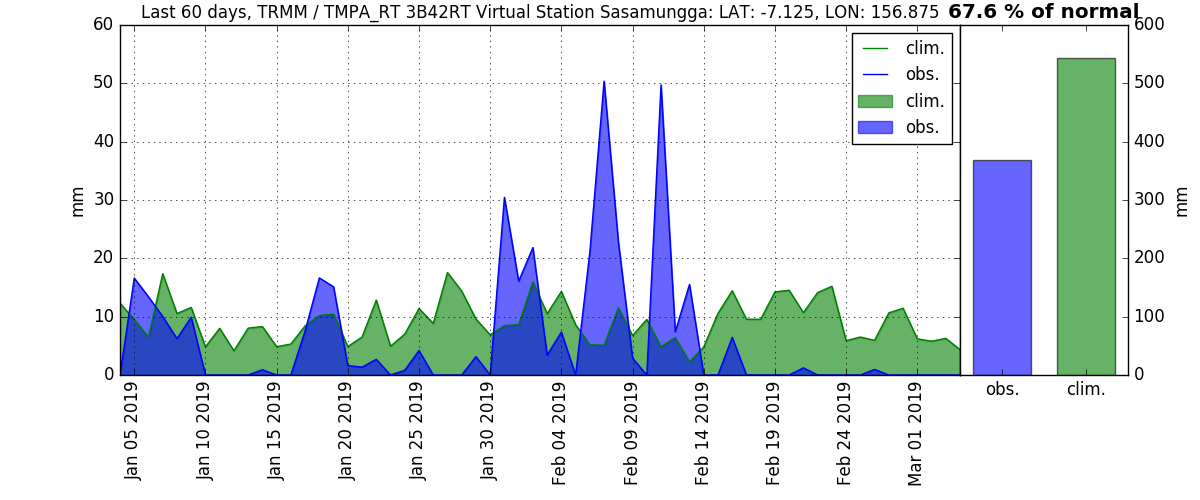 Last 60 days, TRMM / TMPA_RT 3B42RT Virtual Station Sasamungga: LAT: -7.125, LON: 156.875 67.6 % of normal
60
50
40
30
20
10
0
mm
clim.
obs.
clim.
obs.
600
500
400
300
200
100
0
mm
obs. clim.
Jan 05 2019
Jan 10 2019
Jan 15 2019
Jan 20 2019
Jan 25 2019
Jan 30 2019
Feb 04 2019
Feb 09 2019
Feb 14 2019
Feb 19 2019
Feb 24 2019
Mar 01 2019